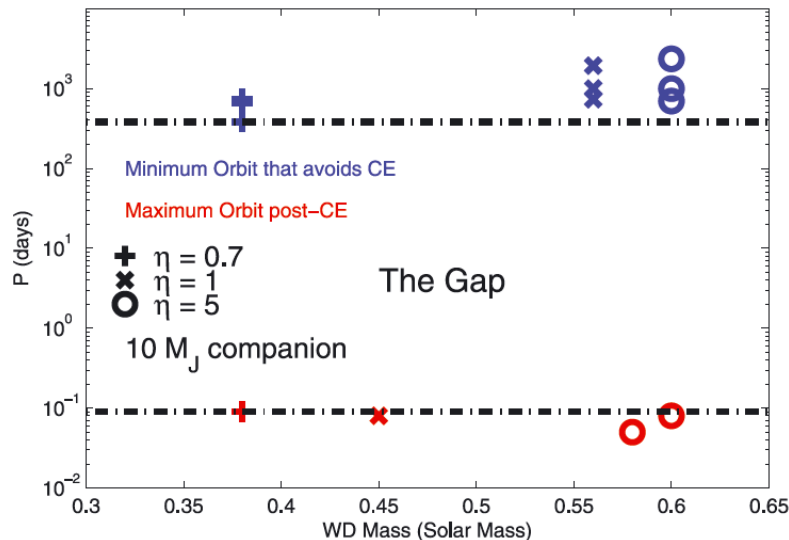 10³
10²
10¹
10⁰
10⁻¹
10⁻²
P (days)
Minimum Orbit that avoids CE
Maximum Orbit post−CE
η = 0.7
η = 1
η = 5
The Gap
10 M_J companion
0.3 0.35 0.4 0.45 0.5 0.55 0.6 0.65
WD Mass (Solar Mass)